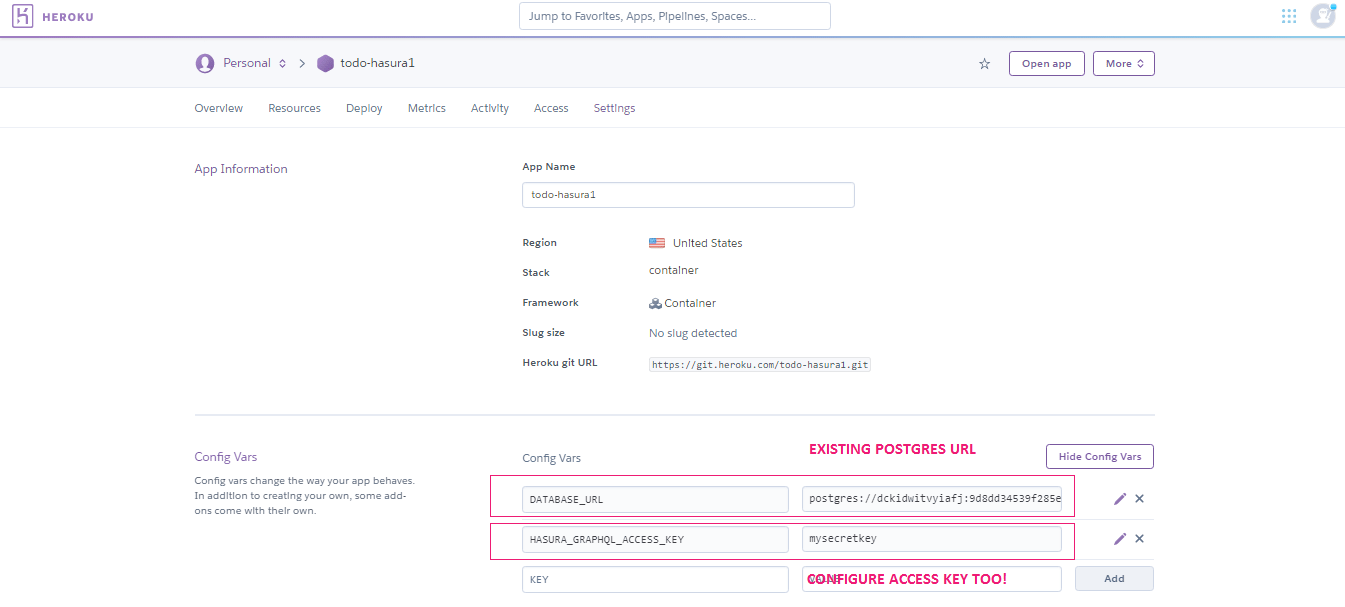 HEROKU
Jump to Favorites, Apps, Pipelines, Spaces...
Personal
todo-hasura1
Open app
More
Overview
Resources
Deploy
Metrics
Activity
Access
Settings
App Information
App Name
todo-hasura1
Region
United States
Stack
container
Framework
Container
Slug size
No slug detected
Heroku git URL
https://git.heroku.com/todo-hasura1.git
Config Vars
Config vars change the way your app behaves.
In addition to creating your own, some add-
ons come with their own.
Config Vars
EXISTING POSTGRES URL
Hide Config Vars
DATABASE_URL
postgres://dckidwitvyiafj:9d8dd34539f285e
HASURA_GRAPHQL_ACCESS_KEY
mysecretkey
KEY
CONFIGURE ACCESS KEY TOO!
Add